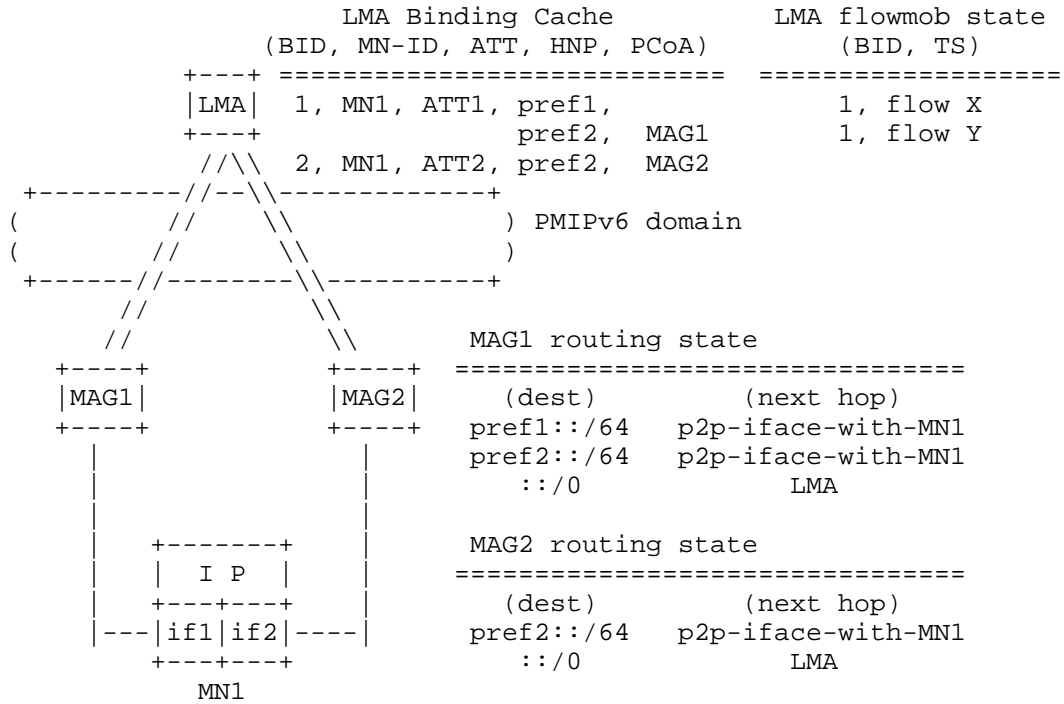 LMA Binding Cache LMA flowmob state
(BID, MN-ID, ATT, HNP, PCoA) (BID, TS)
+---+ ============================ ===================
|LMA| 1, MN1, ATT1, pref1, 1, flow X
+---+ pref2, MAG1 1, flow Y
//\\ 2, MN1, ATT2, pref2, MAG2
+---------//--\\-------------+
( // \\ ) PMIPv6 domain
( // \\ )
+------//--------\\----------+
// \\
// \\ MAG1 routing state
+----+ +----+ ================================
|MAG1| |MAG2| (dest) (next hop)
+----+ +----+ pref1::/64 p2p-iface-with-MN1
| | pref2::/64 p2p-iface-with-MN1
| | ::/0 LMA
| |
| +-------+ | MAG2 routing state
| | I P | | ================================
| +---+---+ | (dest) (next hop)
|---|if1|if2|----| pref2::/64 p2p-iface-with-MN1
+---+---+ ::/0 LMA
MN1